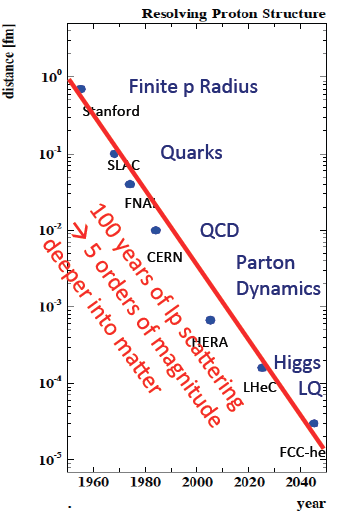 Resolving Proton Structure
distance [fm]
10^0
Finite p Radius
Stanford
10^-1
Quarks
SLAC
FNAL
10^-2
QCD
CERN
Parton
Dynamics
100 years of lp scattering
↘ 5 orders of magnitude
deeper into matter
10^-3
HERA
Higgs
10^-4
LHeC
LQ
FCC-he
10^-5
1960 1980 2000 2020 2040
. year